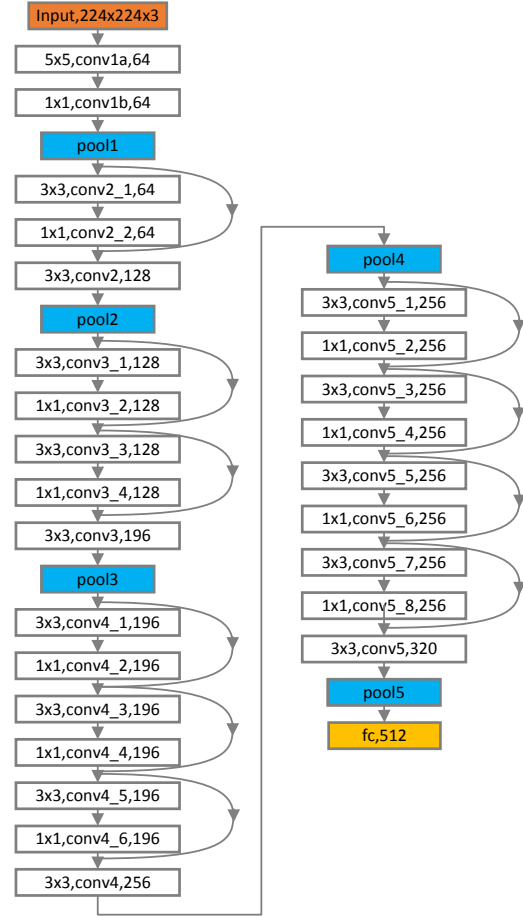 Input,224x224x3
5x5,conv1a,64
1x1,conv1b,64
pool1
3x3,conv2_1,64
1x1,conv2_2,64
3x3,conv2,128
pool2
3x3,conv3_1,128
1x1,conv3_2,128
3x3,conv3_3,128
1x1,conv3_4,128
3x3,conv3,196
pool3
3x3,conv4_1,196
1x1,conv4_2,196
3x3,conv4_3,196
1x1,conv4_4,196
3x3,conv4_5,196
1x1,conv4_6,196
3x3,conv4,256
pool4
3x3,conv5_1,256
1x1,conv5_2,256
3x3,conv5_3,256
1x1,conv5_4,256
3x3,conv5_5,256
1x1,conv5_6,256
3x3,conv5_7,256
1x1,conv5_8,256
3x3,conv5,320
pool5
fc,512